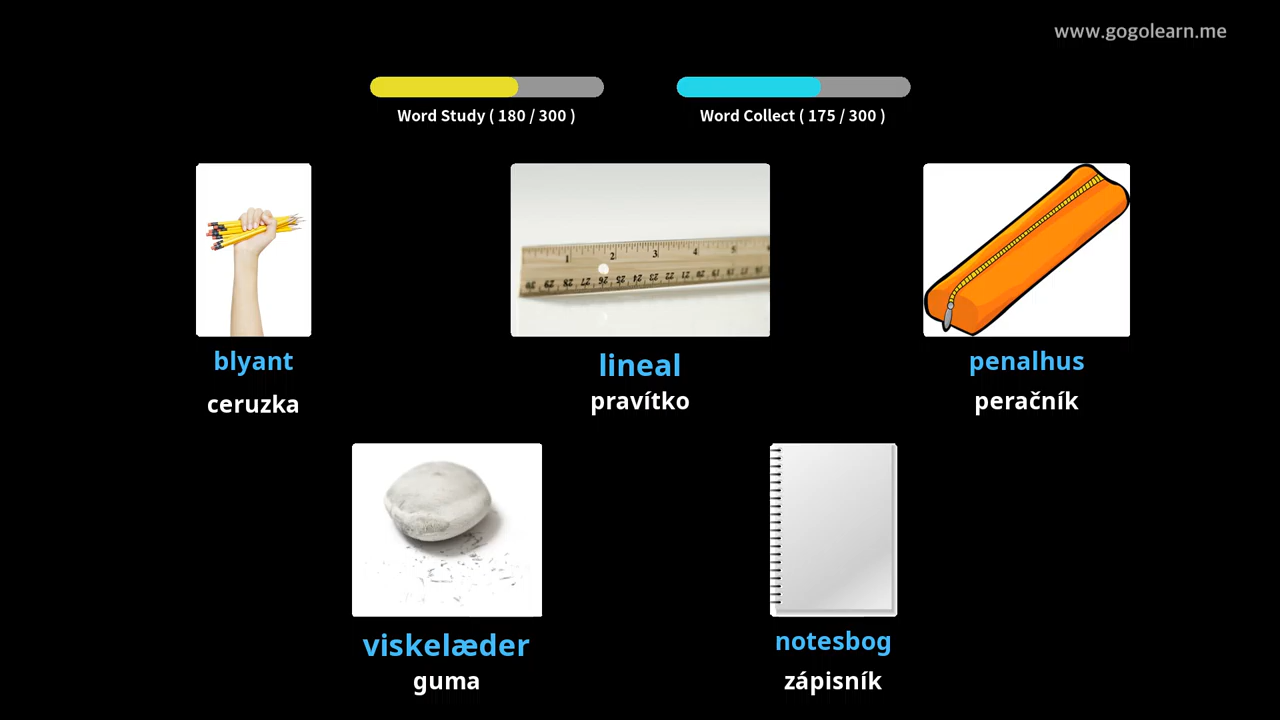 www.gogolearn.me
Word Study ( 180 / 300 )
Word Collect ( 175 / 300 )
blyant
lineal
penalhus
ceruzka
pravítko
peračník
viskelæder
notesbog
guma
zápisník